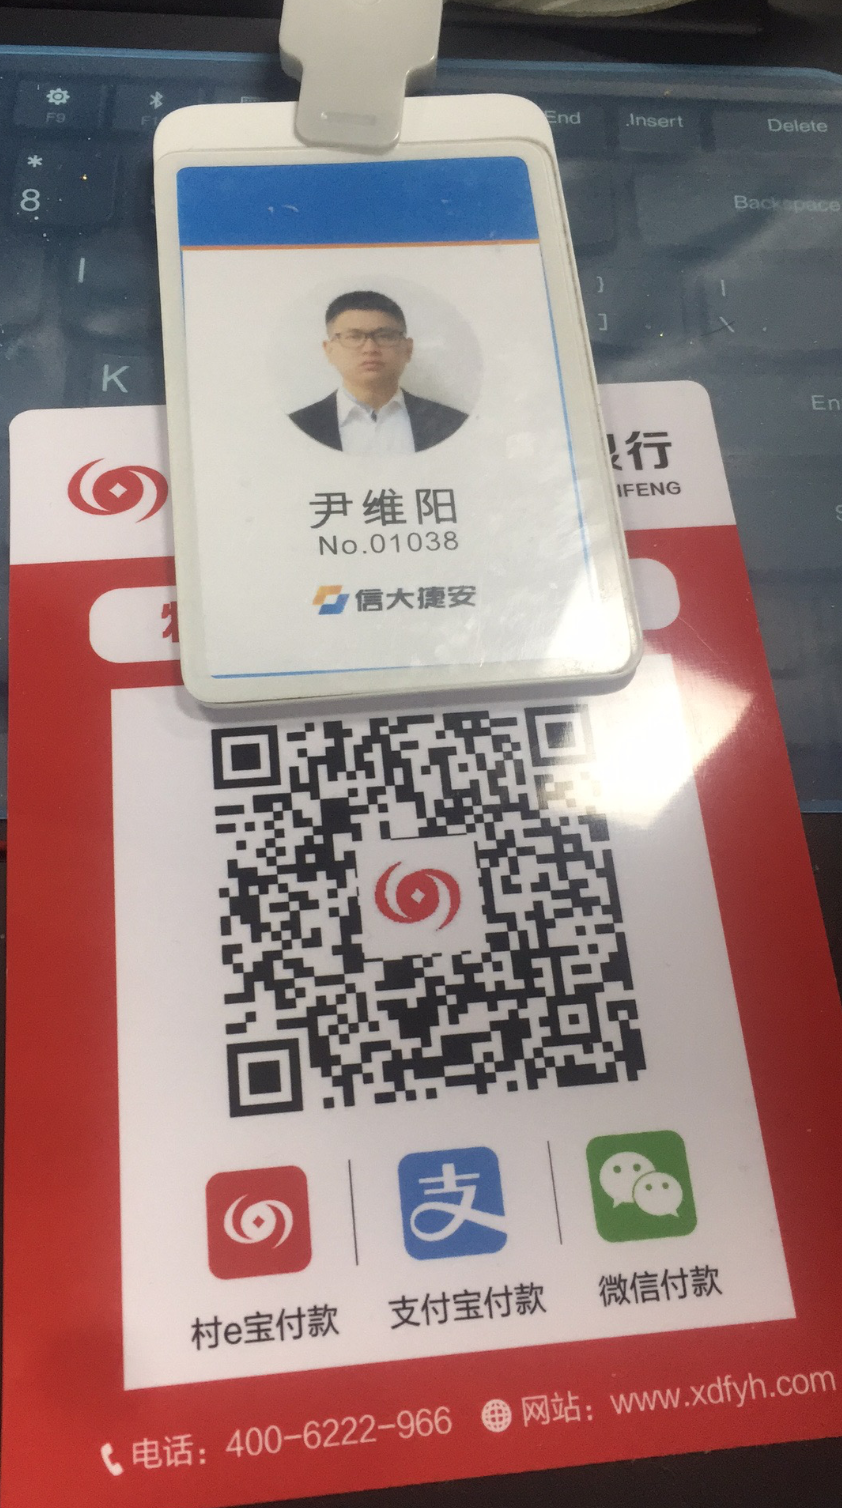 F9
End
.Insert
Delete
*
8
Backspace
I
}
]
K
尹维阳
No.01038
信大捷安
行
IFENG
村e宝付款
支
支付宝付款
微信付款
电话：400-6222-966
网站：www.xdfyh.com